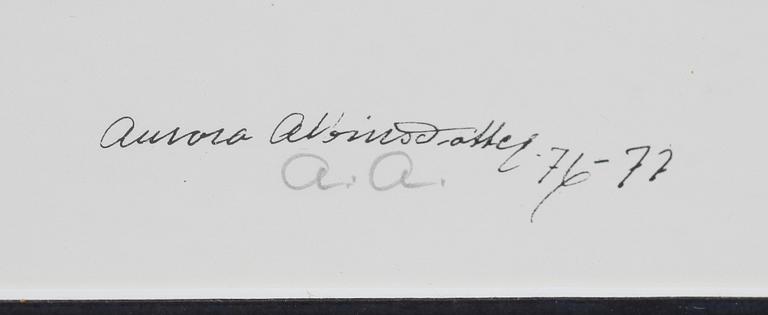 Aurora Albinsdotter -76-77
A. A.